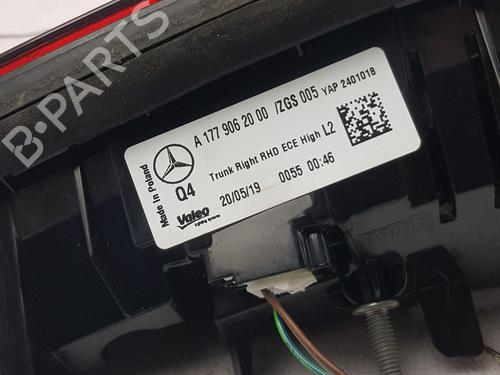 A 177 906 20 00 /ZGS 005 YAP 2401018
Trunk Right RHD ECE High L2
20/05/19 0055 00:46
Made in Poland
Q4
Valeo
B-PARTS